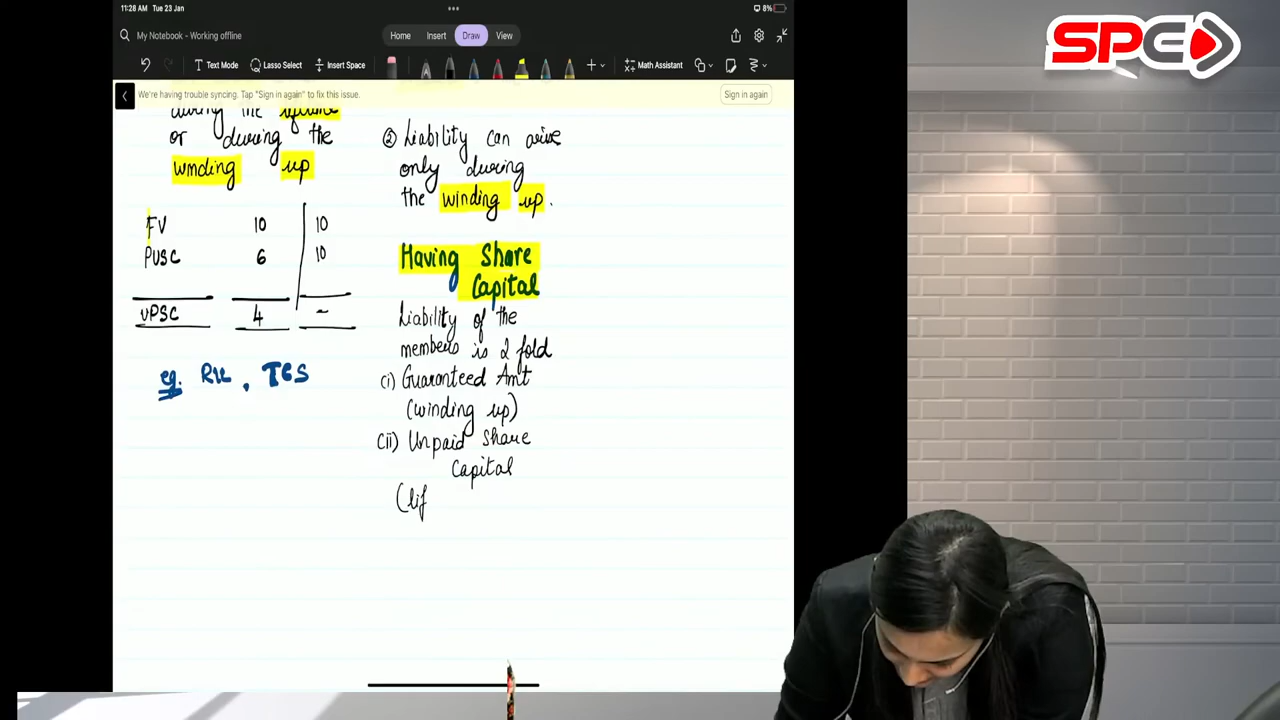 11:28 AM Tue 23 Jan
8%
My Notebook - Working offline
Home Insert Draw View
Text Mode Lasso Select Insert Space Math Assistant
We're having trouble syncing. Tap "Sign in again" to fix this issue. Sign in again
SPC
during the
or during the
winding up
FV 10 10
PUSC 6 10
UPSC 4 -
eg. RIL, TCS
② Liability can arise
only during
the winding up.
Having Share
Capital
Liability of the
members is 2 fold
(i) Guaranteed Amt
(winding up)
(ii) Unpaid Share
Capital
(lif